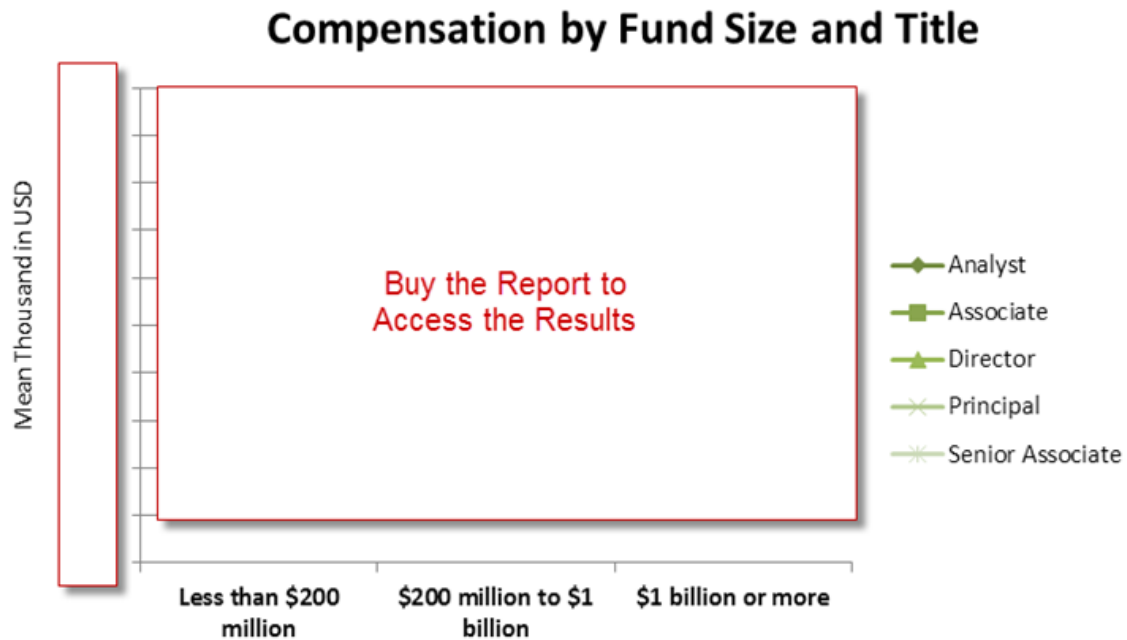 Compensation by Fund Size and Title
Mean Thousand in USD
Buy the Report to
Access the Results
Analyst
Associate
Director
Principal
Senior Associate
Less than $200
million
$200 million to $1
billion
$1 billion or more